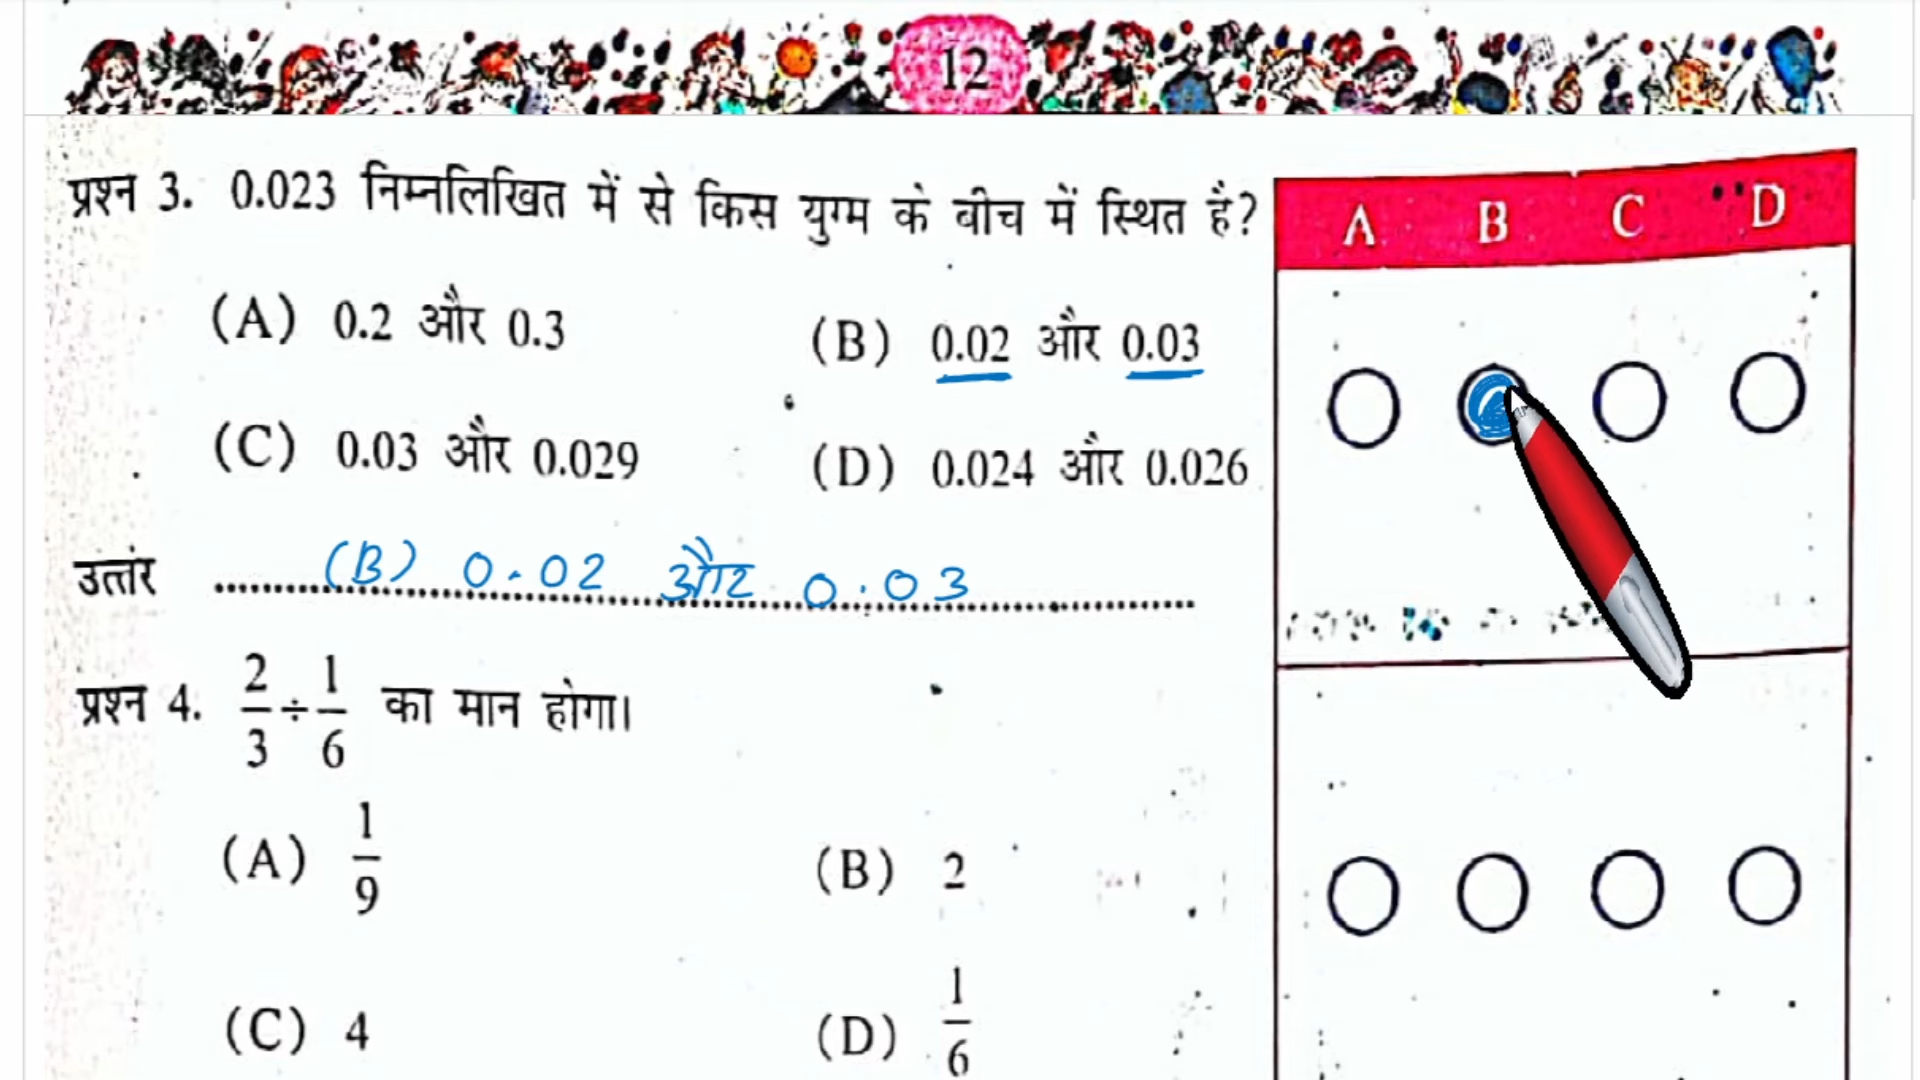 12
प्रश्न 3. 0.023 निम्नलिखित में से किस युग्म के बीच में स्थित है?
A B C D
(A) 0.2 और 0.3 (B) 0.02 और 0.03
(C) 0.03 और 0.029 (D) 0.024 और 0.026
उत्तर (B) 0.02 और 0.03
प्रश्न 4. 2/3 ÷ 1/6 का मान होगा।
(A) 1/9 (B) 2
(C) 4 (D) 1/6